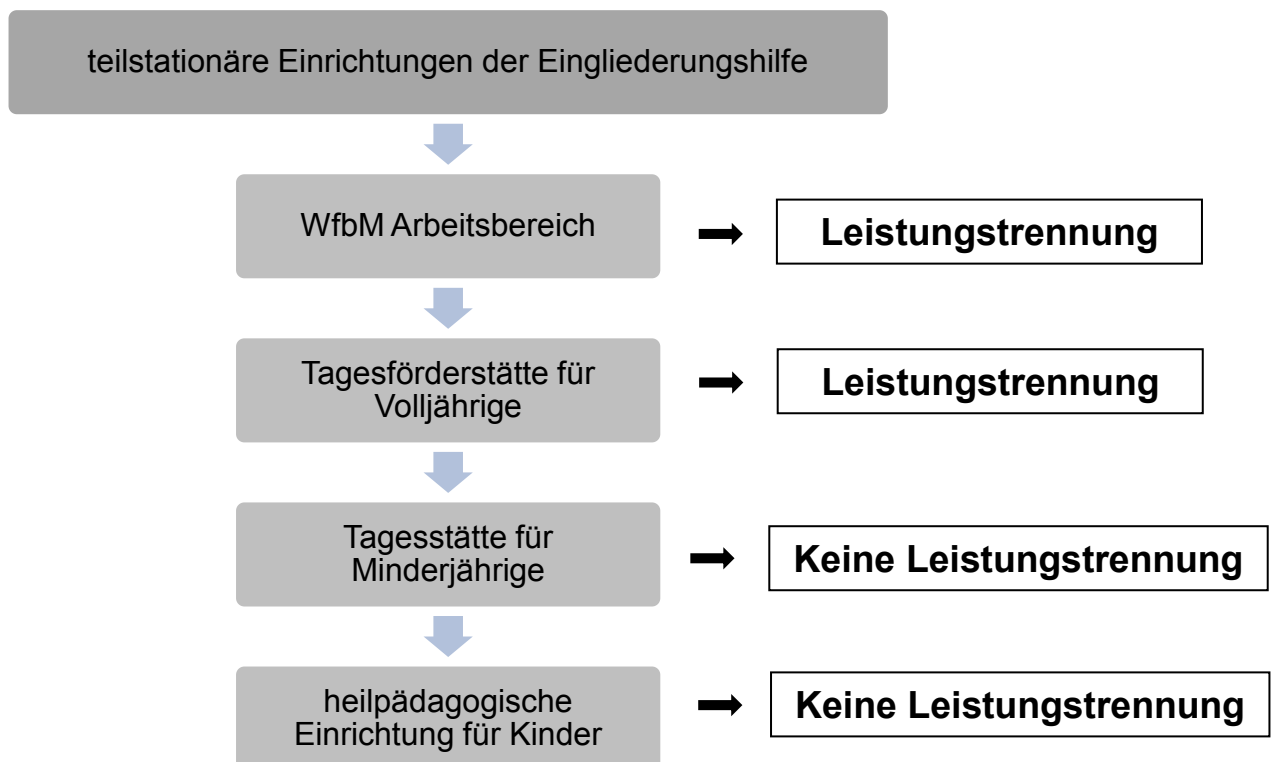 teilstationäre Einrichtungen der Eingliederungshilfe
WfbM Arbeitsbereich
Leistungstrennung
Tagesförderstätte für
Volljährige
Leistungstrennung
Tagesstätte für
Minderjährige
Keine Leistungstrennung
heilpädagogische
Einrichtung für Kinder
Keine Leistungstrennung